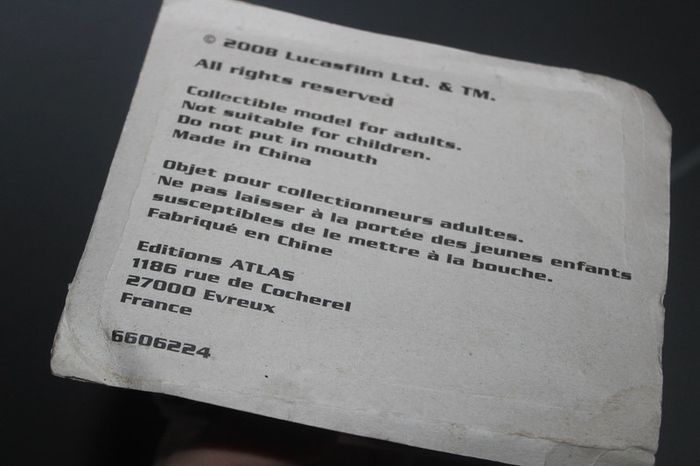 © 2008 Lucasfilm Ltd. & TM.
All rights reserved
Collectible model for adults.
Not suitable for children.
Do not put in mouth
Made in China
Objet pour collectionneurs adultes.
Ne pas laisser à la portée des jeunes enfants
susceptibles de le mettre à la bouche.
Fabriqué en Chine
Editions ATLAS
1186 rue de Cocherel
27000 Evreux
France
6606224